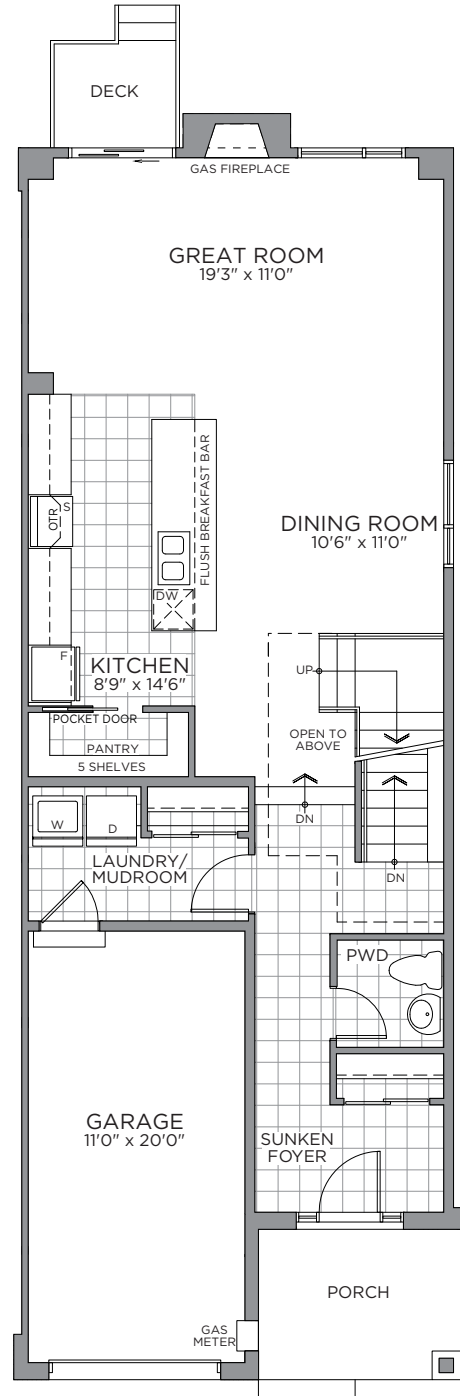 DECK
GAS FIREPLACE
GREAT ROOM
19'3" x 11'0"
FLUSH BREAKFAST BAR
S
OTR
DINING ROOM
10'6" x 11'0"
DW
F
KITCHEN
8'9" x 14'6"
UP
POCKET DOOR
OPEN TO
ABOVE
PANTRY
5 SHELVES
DN
W
D
LAUNDRY/
MUDROOM
DN
PWD
GARAGE
11'0" x 20'0"
SUNKEN
FOYER
PORCH
GAS
METER